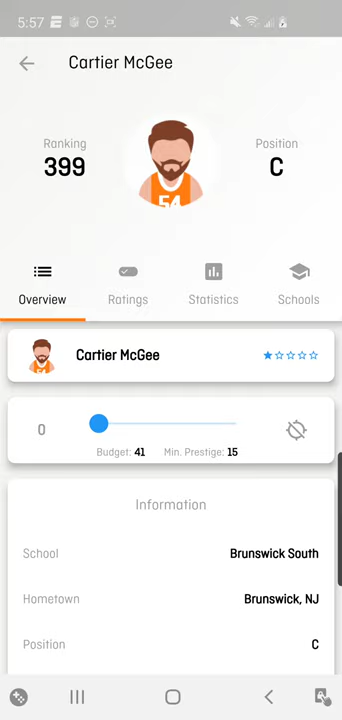 5:57
Cartier McGee
Ranking
399
Position
C
54
Overview
Ratings
Statistics
Schools
Cartier McGee
0
Budget: 41 Min. Prestige: 15
Information
School Brunswick South
Hometown Brunswick, NJ
Position C